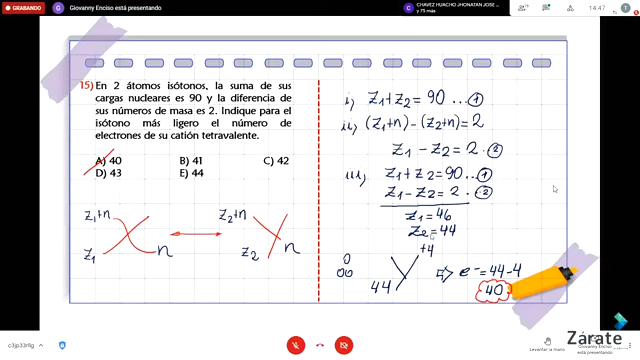 GRABANDO
G Giovanny Enciso está presentando
C CHAVEZ HUACHO JHONATAN JOSE
y 75 más
14:47
T
15) En 2 átomos isótonos, la suma de sus
cargas nucleares es 90 y la diferencia de
sus números de masa es 2. Indique para el
isótono más ligero el número de
electrones de su catión tetravalente.
A) 40 B) 41 C) 42
D) 43 E) 44
Z1+n Z2+n
Z1 n Z2 n
i) Z1+Z2=90 ...①
ii) (Z1+n)-(Z2+n)=2
Z1-Z2=2 .②
iii) Z1+Z2=90...①
Z1-Z2=2 .②
Z1=46
Z2=44
+4
44
⇨ e-=44-4
40
c3jp33rllg
Levantar la mano
Giovanny Enciso
Zárate